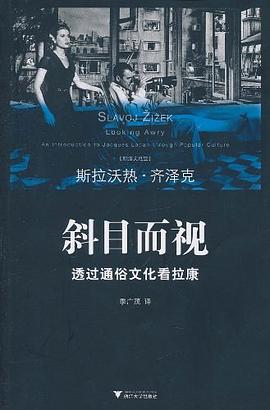 SLAVOJ ŽIŽEK
Looking Awry
An Introduction to Jacques Lacan through Popular Culture
斯拉沃热·齐泽克
斜目而视
透过通俗文化看拉康
季广茂 译
浙江大学出版社